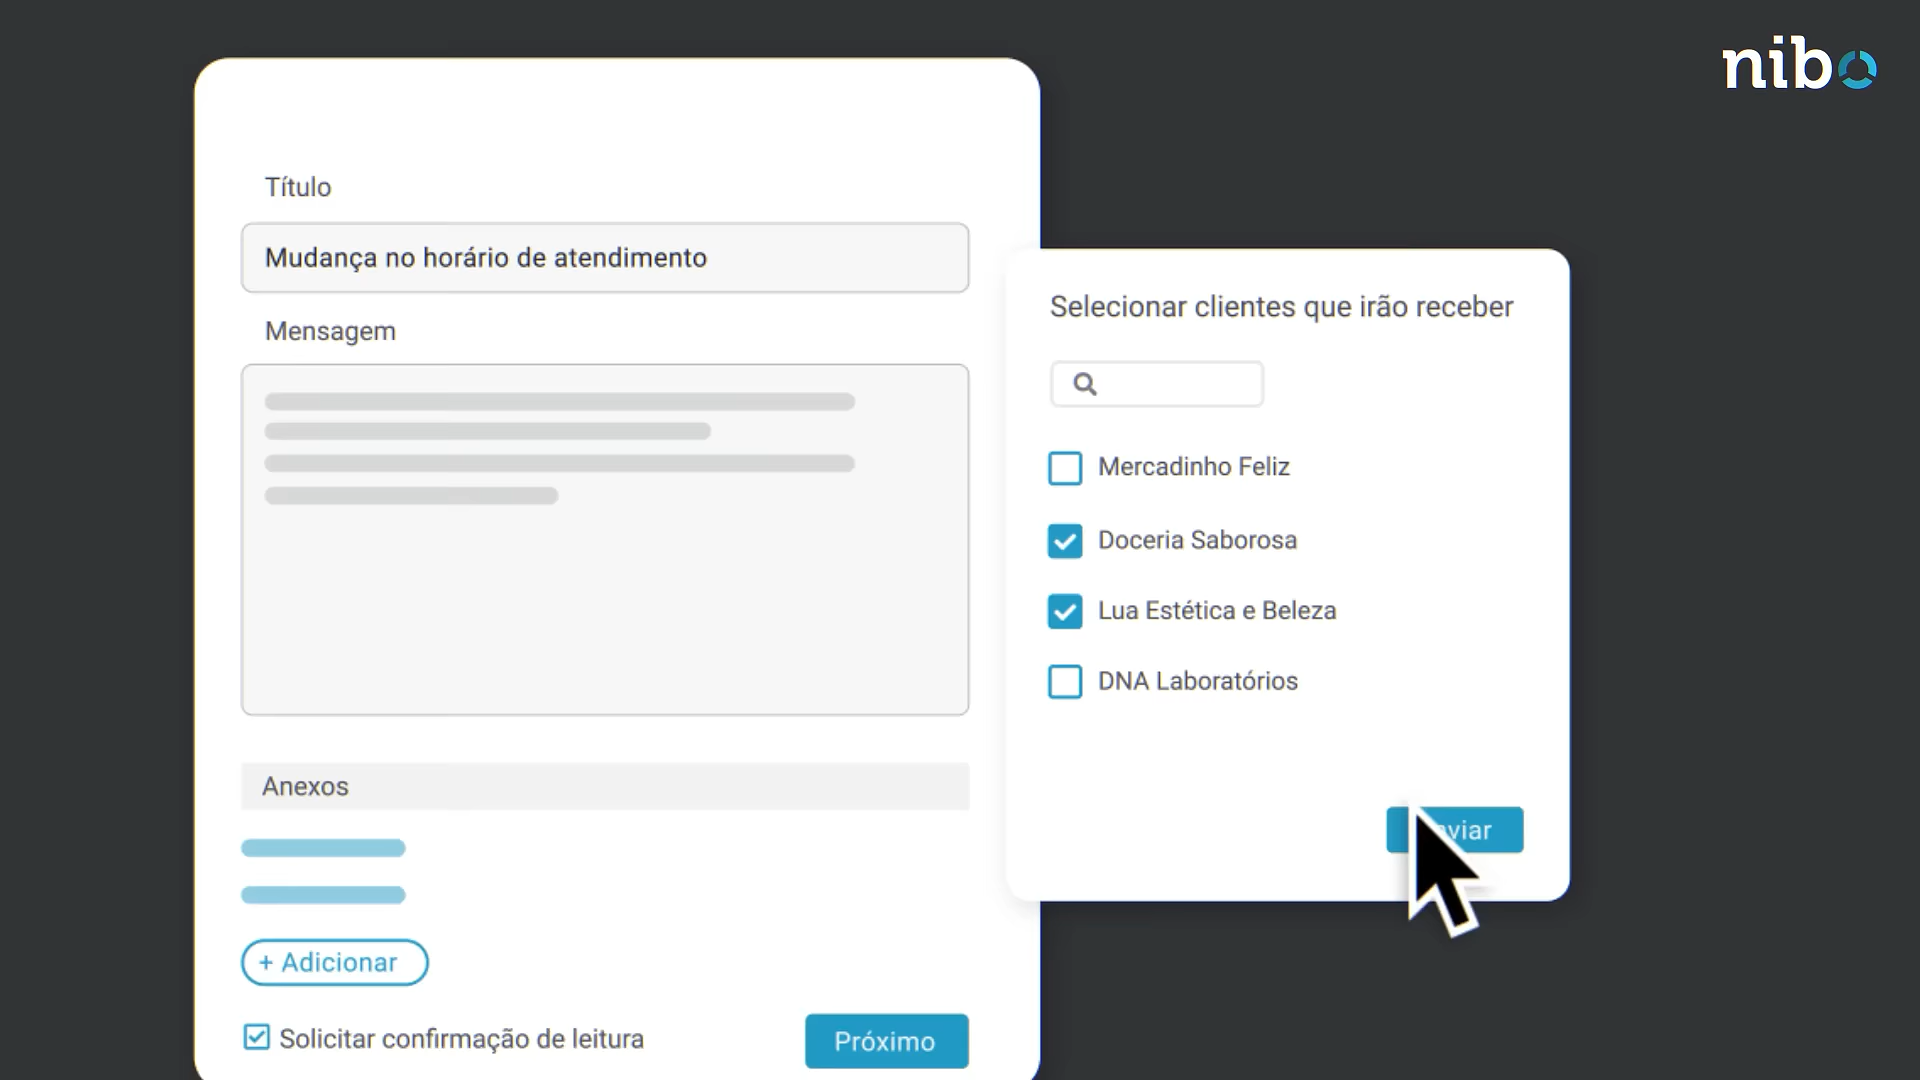 nibo
Título
Mudança no horário de atendimento
Mensagem
Anexos
+ Adicionar
Solicitar confirmação de leitura
Próximo
Selecionar clientes que irão receber
Mercadinho Feliz
Doceria Saborosa
Lua Estética e Beleza
DNA Laboratórios